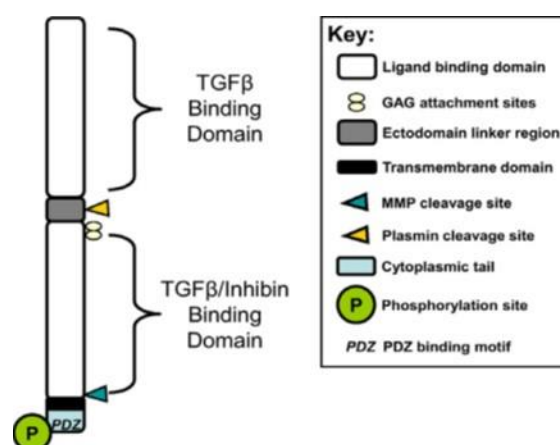 TGFβ
Binding
Domain
TGFβ/Inhibin
Binding
Domain
PDZ
P
Key:
Ligand binding domain
GAG attachment sites
Ectodomain linker region
Transmembrane domain
MMP cleavage site
Plasmin cleavage site
Cytoplasmic tail
P Phosphorylation site
PDZ PDZ binding motif